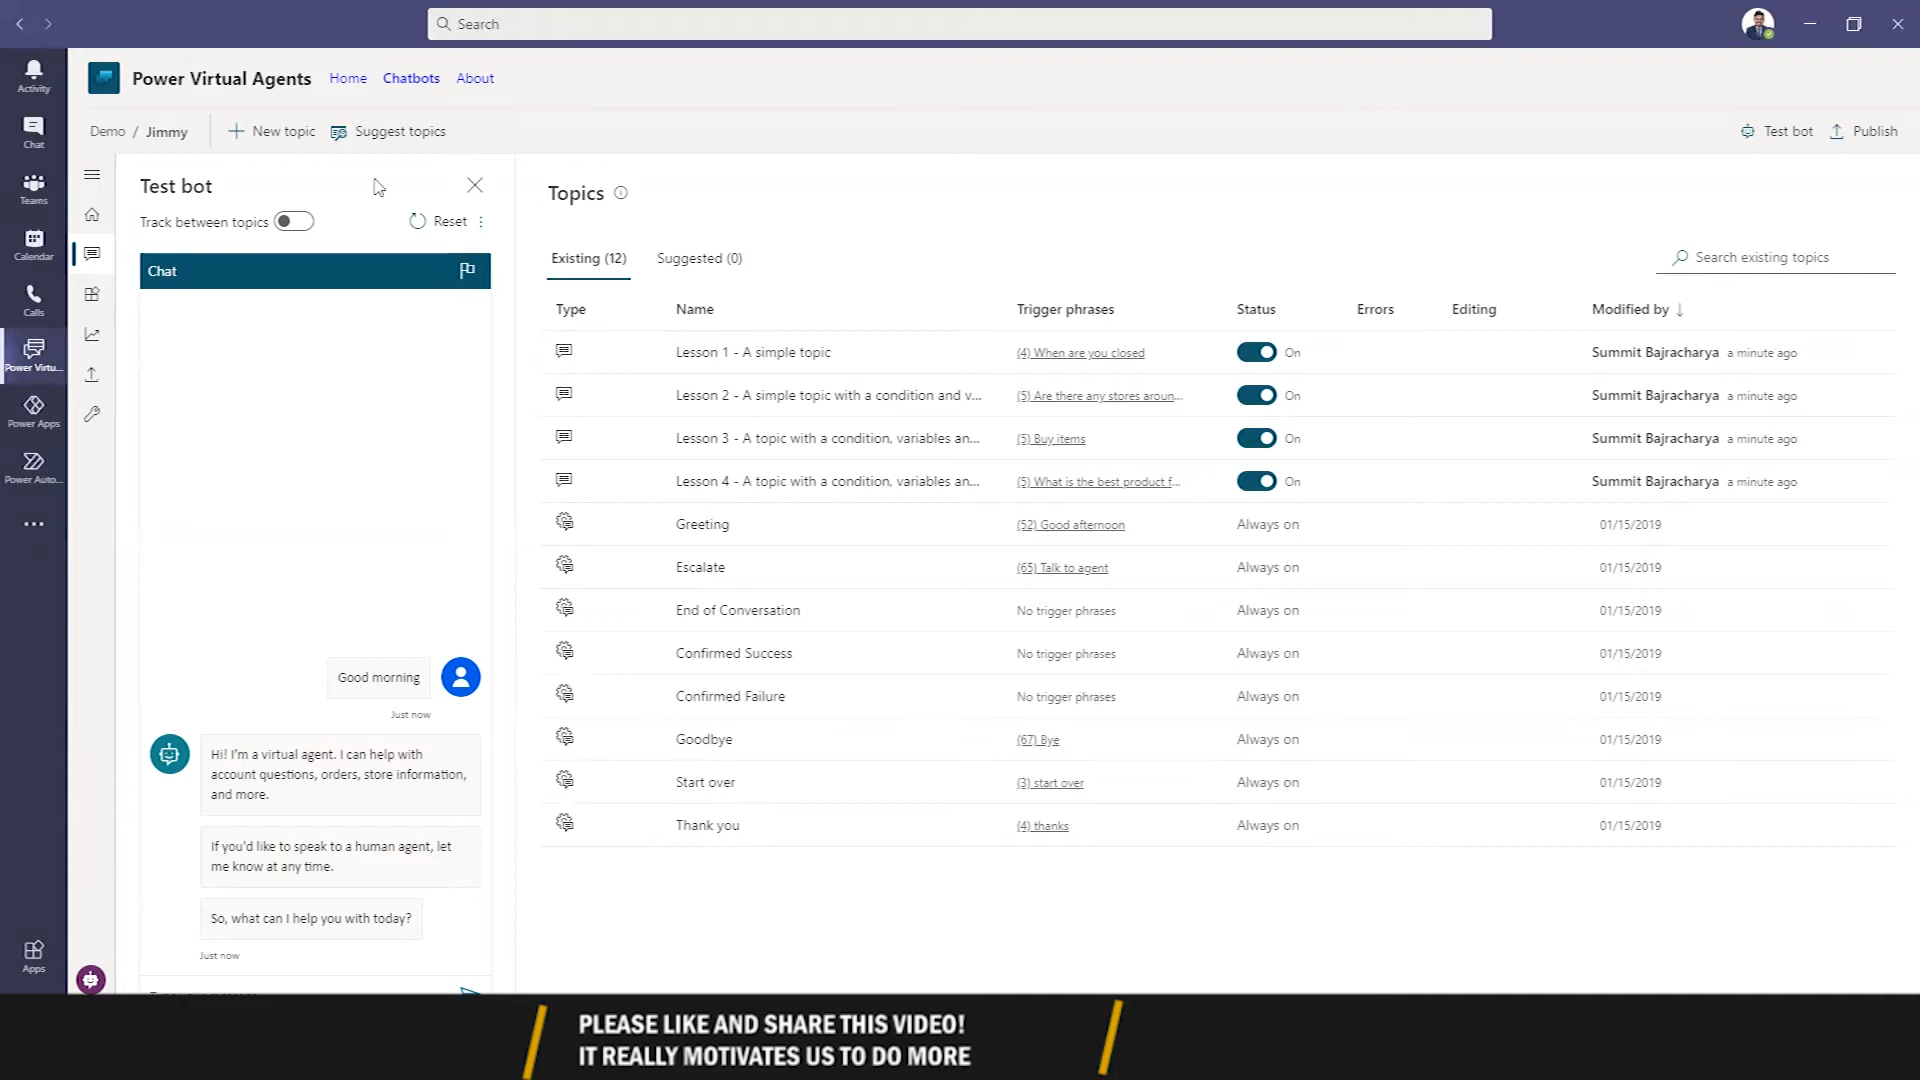 Search
Activity
Chat
Teams
Calendar
Calls
Power Virtu...
Power Apps
Power Auto...
Apps
Power Virtual Agents Home Chatbots About
Demo / Jimmy New topic Suggest topics Test bot Publish
Test bot
Track between topics Reset
Chat
Good morning
Just now
Hi! I'm a virtual agent. I can help with
account questions, orders, store information,
and more.
If you'd like to speak to a human agent, let
me know at any time.
So, what can I help you with today?
Just now
Topics
Existing (12) Suggested (0) Search existing topics
Type Name Trigger phrases Status Errors Editing Modified by ↓
Lesson 1 - A simple topic (4) When are you closed On Summit Bajracharya a minute ago
Lesson 2 - A simple topic with a condition and v... (5) Are there any stores aroun... On Summit Bajracharya a minute ago
Lesson 3 - A topic with a condition, variables an... (5) Buy items On Summit Bajracharya a minute ago
Lesson 4 - A topic with a condition, variables an... (5) What is the best product f... On Summit Bajracharya a minute ago
Greeting (52) Good afternoon Always on 01/15/2019
Escalate (65) Talk to agent Always on 01/15/2019
End of Conversation No trigger phrases Always on 01/15/2019
Confirmed Success No trigger phrases Always on 01/15/2019
Confirmed Failure No trigger phrases Always on 01/15/2019
Goodbye (67) Bye Always on 01/15/2019
Start over (3) start over Always on 01/15/2019
Thank you (4) thanks Always on 01/15/2019
PLEASE LIKE AND SHARE THIS VIDEO!
IT REALLY MOTIVATES US TO DO MORE